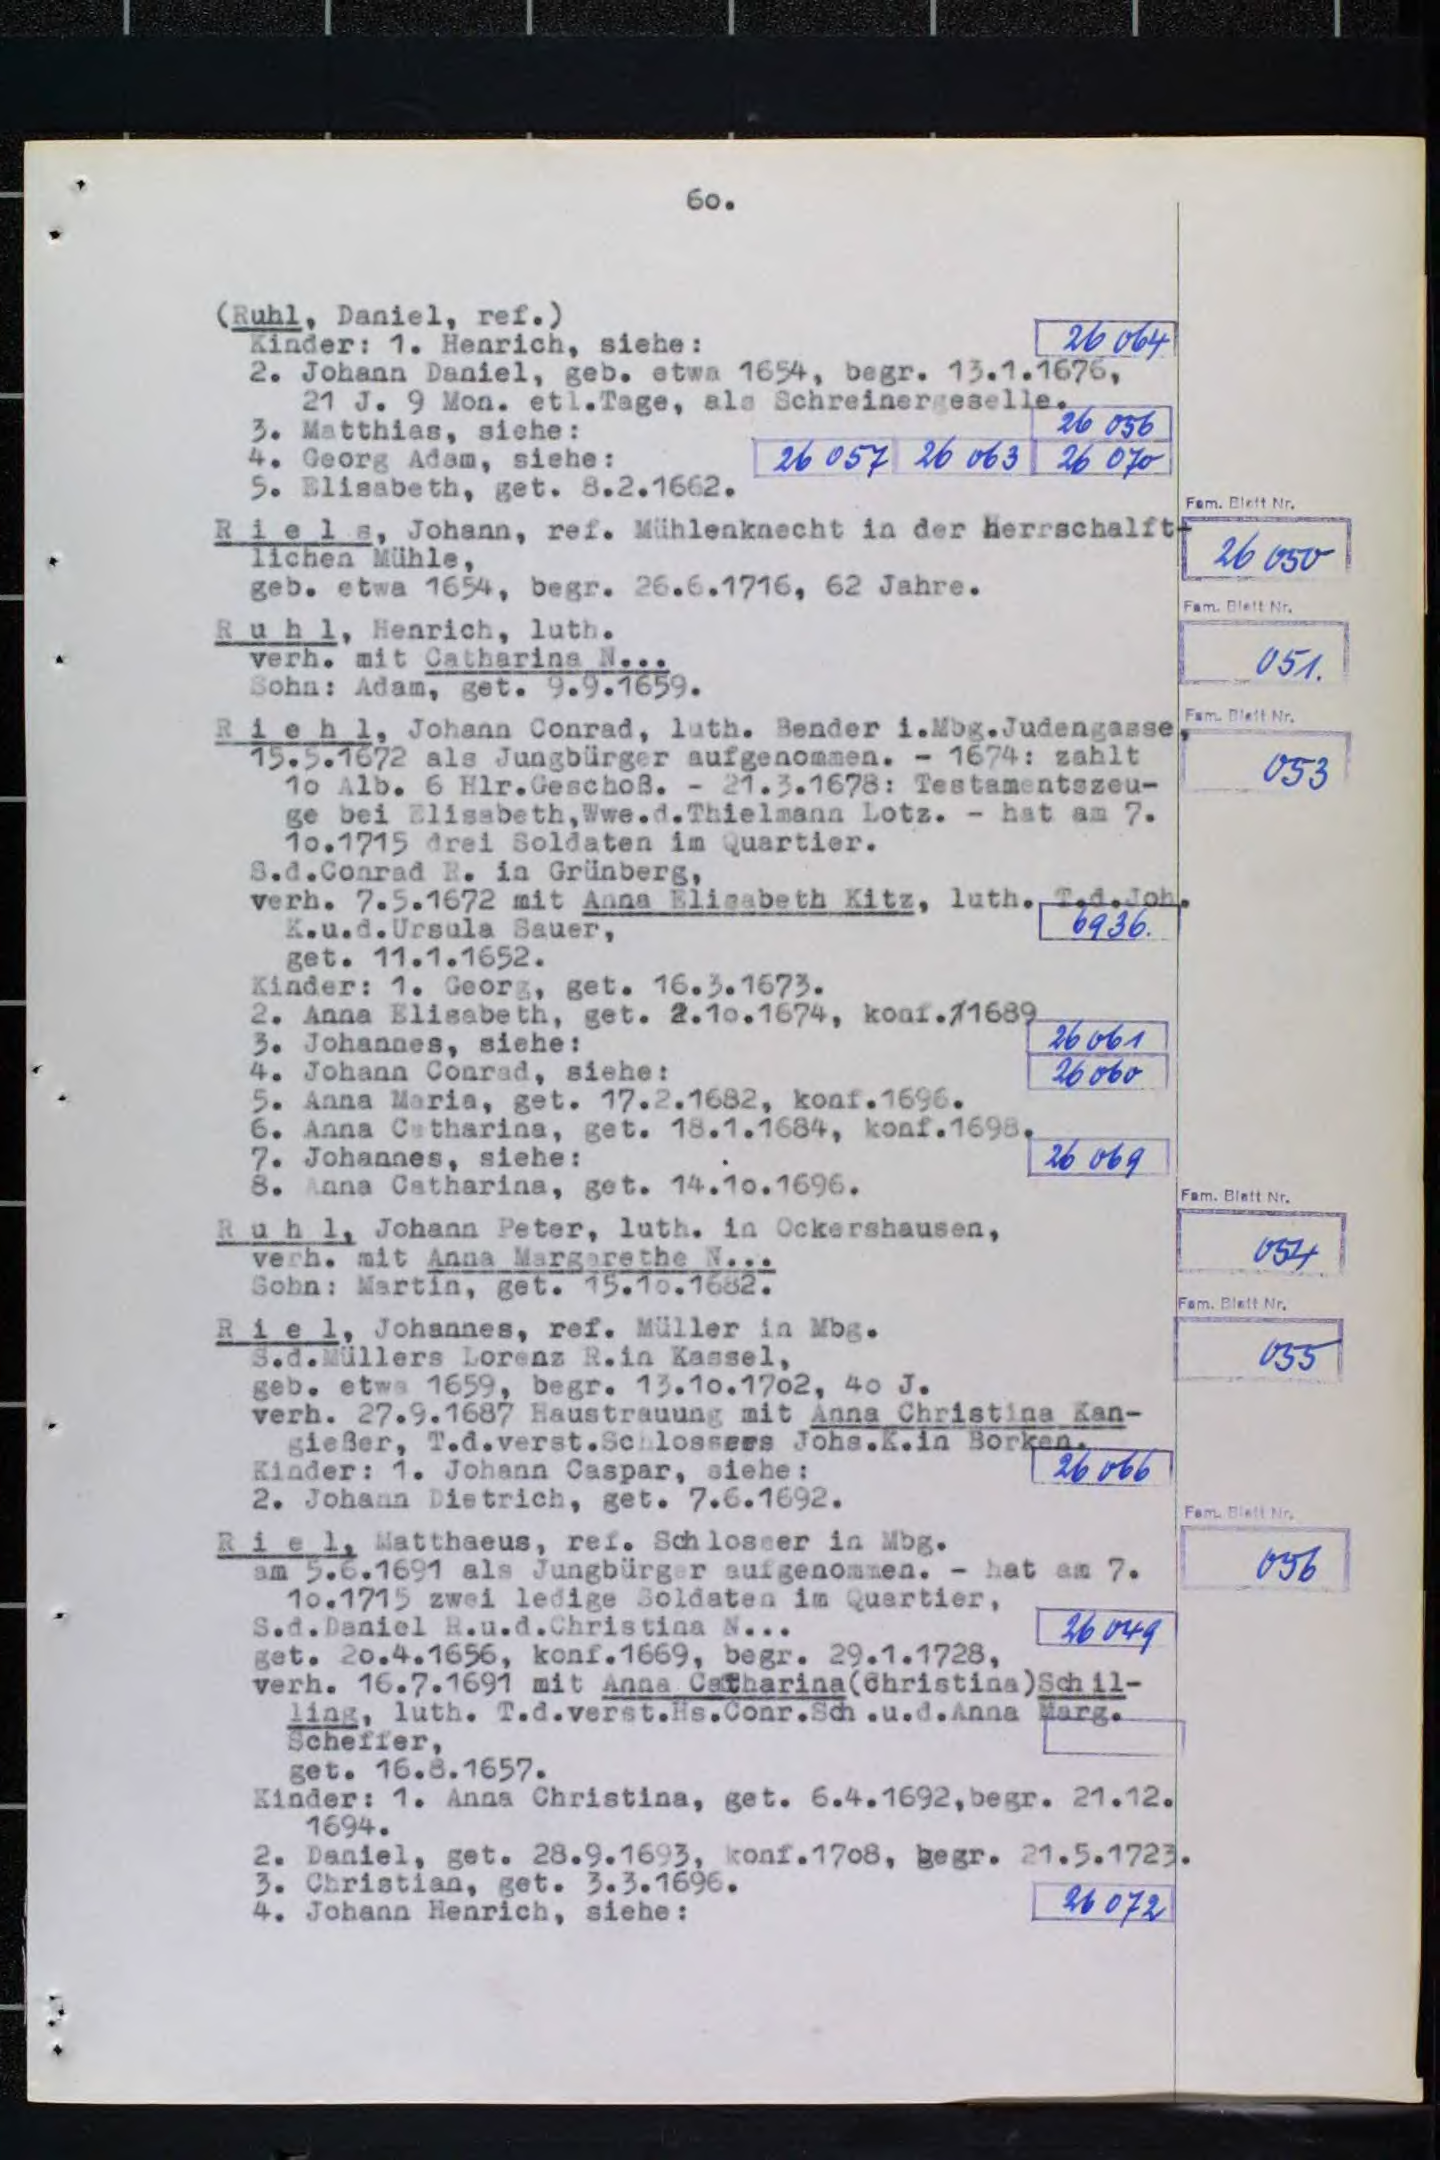 60.
(Ruhl, Daniel, ref.)
Kinder: 1. Henrich, siehe: 26 064
2. Johann Daniel, geb. etwa 1654, begr. 13.1.1676,
21 J. 9 Mon. etl.Tage, als Schreinergeselle.
3. Matthias, siehe: 26 056
4. Georg Adam, siehe: 26 057 26 063 26 070
5. Elisabeth, get. 8.2.1662.
Fam. Blatt Nr.
R i e l s, Johann, ref. Mühlenknecht in der Herrschalft-
lichen Mühle, 26 050
geb. etwa 1654, begr. 26.6.1716, 62 Jahre.
Fam. Blatt Nr.
R u h l, Henrich, luth.
verh. mit Catharina N... 051.
Sohn: Adam, get. 9.9.1659.
Fam. Blatt Nr.
R i e h l, Johann Conrad, luth. Bender i.Mbg.Judengasse,
15.5.1672 als Jungbürger aufgenommen. - 1674: zahlt 053
10 Alb. 6 Hlr.Geschoß. - 21.3.1678: Testamentszeu-
ge bei Elisabeth,Wwe.d.Thielmann Lotz. - hat am 7.
10.1715 drei Soldaten im Quartier.
S.d.Conrad R. in Grünberg,
verh. 7.5.1672 mit Anna Elisabeth Kitz, luth. T.d.Joh.
K.u.d.Ursula Sauer, 6936.
get. 11.1.1652.
Kinder: 1. Georg, get. 16.3.1673.
2. Anna Elisabeth, get. 2.10.1674, konf.1689
3. Johannes, siehe: 26 061
4. Johann Conrad, siehe: 26 060
5. Anna Maria, get. 17.2.1682, konf.1696.
6. Anna Catharina, get. 18.1.1684, konf.1698.
7. Johannes, siehe: 26 069
8. Anna Catharina, get. 14.10.1696.
Fam. Blatt Nr.
R u h l, Johann Peter, luth. in Ockershausen,
verh. mit Anna Margarethe N... 054
Sohn: Martin, get. 15.10.1682.
Fam. Blatt Nr.
R i e l, Johannes, ref. Müller in Mbg.
S.d.Müllers Lorenz R.in Kassel, 055
geb. etwa 1659, begr. 13.10.1702, 40 J.
verh. 27.9.1687 Haustrauung mit Anna Christina Kan-
gießer, T.d.verst.Schlossers Johs.K.in Borken.
Kinder: 1. Johann Caspar, siehe: 26 066
2. Johann Dietrich, get. 7.6.1692.
Fam. Blatt Nr.
R i e l, Matthaeus, ref. Schlosser in Mbg.
am 5.6.1691 als Jungbürger aufgenommen. - hat am 7. 056
10.1715 zwei ledige Soldaten im Quartier,
S.d.Daniel R.u.d.Christina N... 26 049
get. 20.4.1656, konf.1669, begr. 29.1.1728,
verh. 16.7.1691 mit Anna Catharina(Christina)Schil-
ling, luth. T.d.verst.Hs.Conr.Sch.u.d.Anna Marg.
Scheffer,
get. 16.8.1657.
Kinder: 1. Anna Christina, get. 6.4.1692,begr. 21.12.
1694.
2. Daniel, get. 28.9.1693, konf.1708, begr. 21.5.1723.
3. Christian, get. 3.3.1696.
4. Johann Henrich, siehe: 26 072